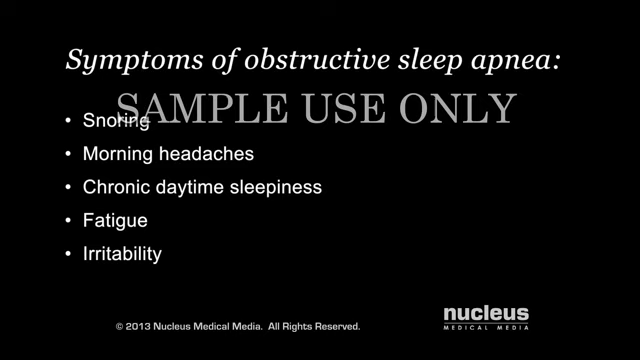 Symptoms of obstructive sleep apnea:
SAMPLE USE ONLY
• Snoring
• Morning headaches
• Chronic daytime sleepiness
• Fatigue
• Irritability
© 2013 Nucleus Medical Media. All Rights Reserved.
nucleus
MEDICAL MEDIA